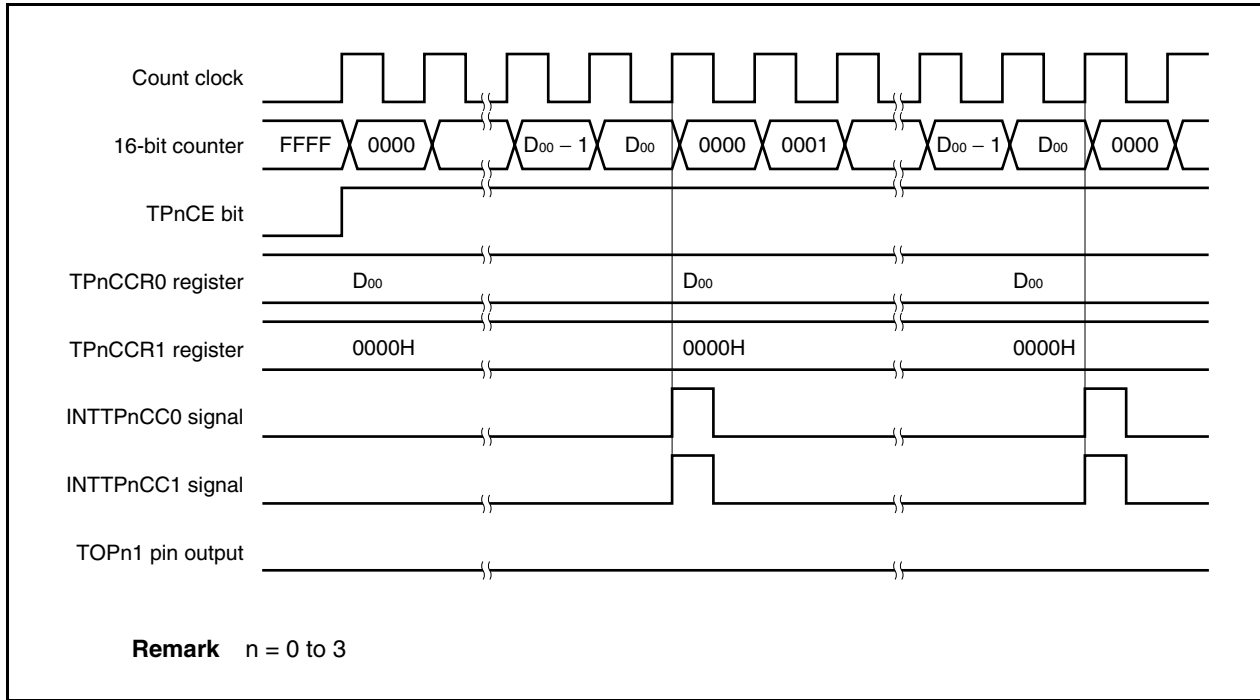 Count clock
16-bit counter FFFF 0000 D₀₀ − 1 D₀₀ 0000 0001 D₀₀ − 1 D₀₀ 0000
TPnCE bit
TPnCCR0 register D₀₀ D₀₀ D₀₀
TPnCCR1 register 0000H 0000H 0000H
INTTPnCC0 signal
INTTPnCC1 signal
TOPn1 pin output
Remark n = 0 to 3